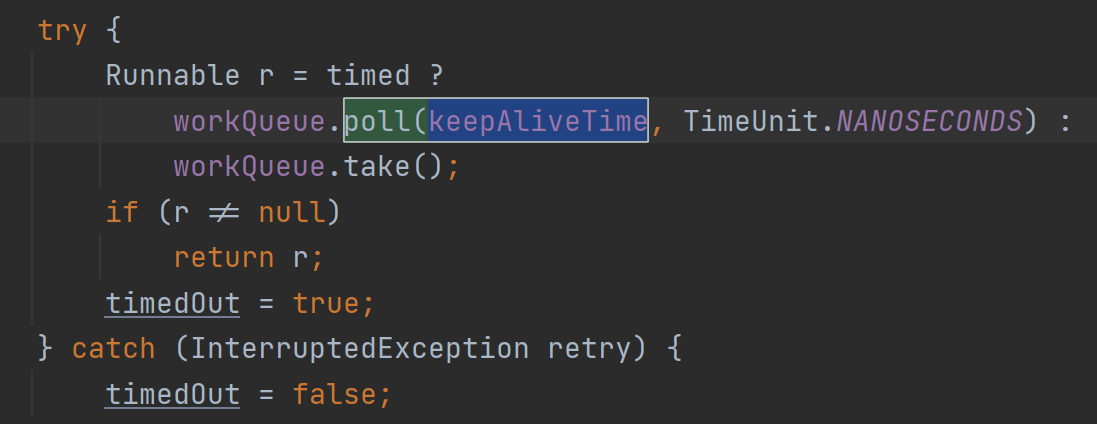 try {
Runnable r = timed ?
workQueue.poll(keepAliveTime, TimeUnit.NANOSECONDS) :
workQueue.take();
if (r ≠ null)
return r;
timedOut = true;
} catch (InterruptedException retry) {
timedOut = false;